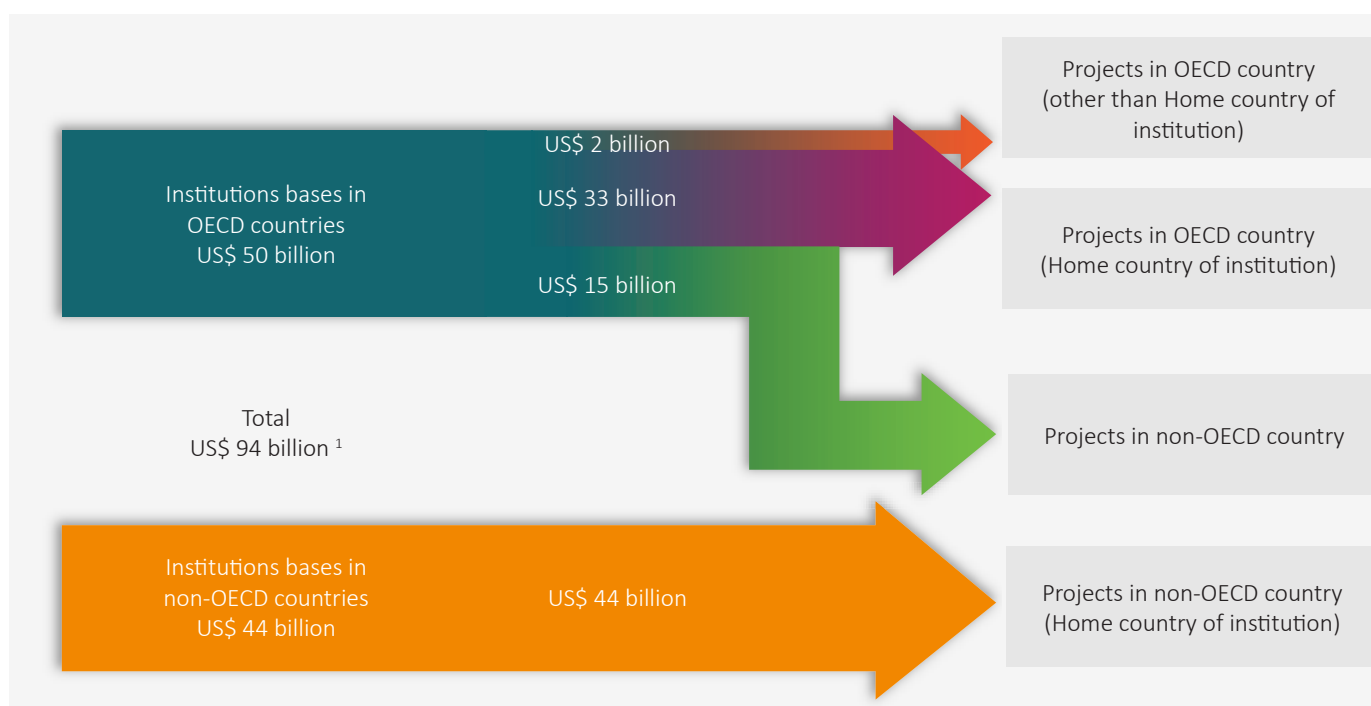 Institutions bases in
OECD countries
US$ 50 billion
US$ 2 billion
US$ 33 billion
US$ 15 billion
Projects in OECD country
(other than Home country of
institution)
Projects in OECD country
(Home country of institution)
Projects in non-OECD country
Total
US$ 94 billion ¹
Institutions bases in
non-OECD countries
US$ 44 billion
US$ 44 billion
Projects in non-OECD country
(Home country of institution)